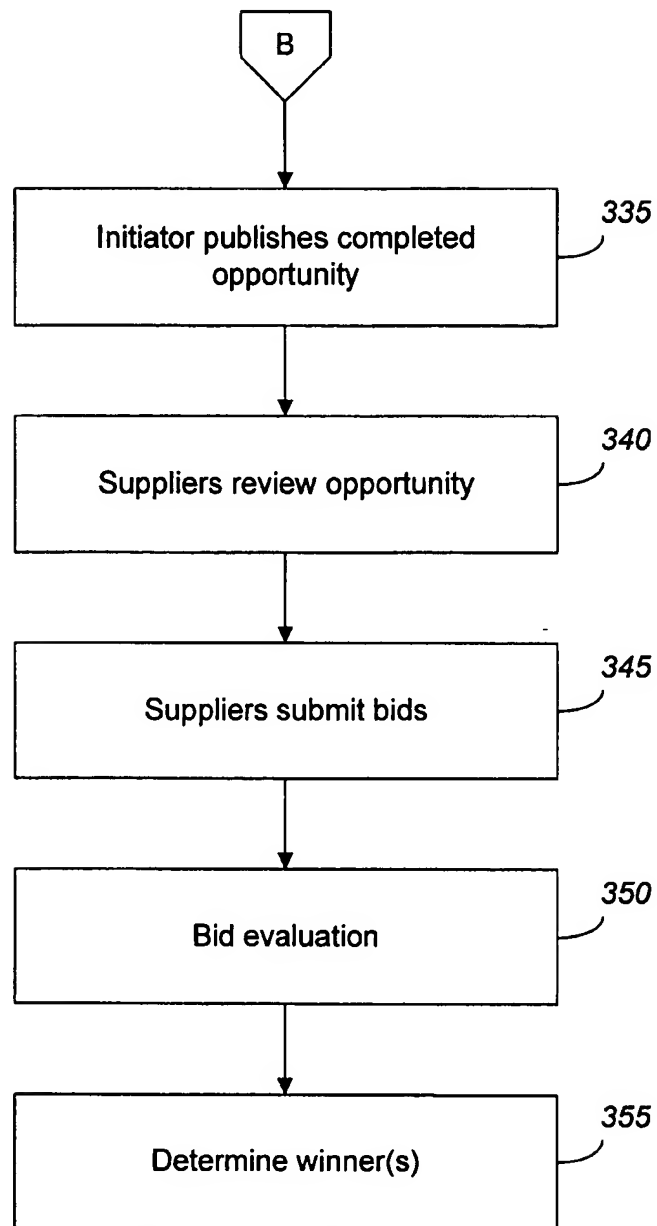 B
Initiator publishes completed
opportunity
335
Suppliers review opportunity
340
Suppliers submit bids
345
Bid evaluation
350
Determine winner(s)
355